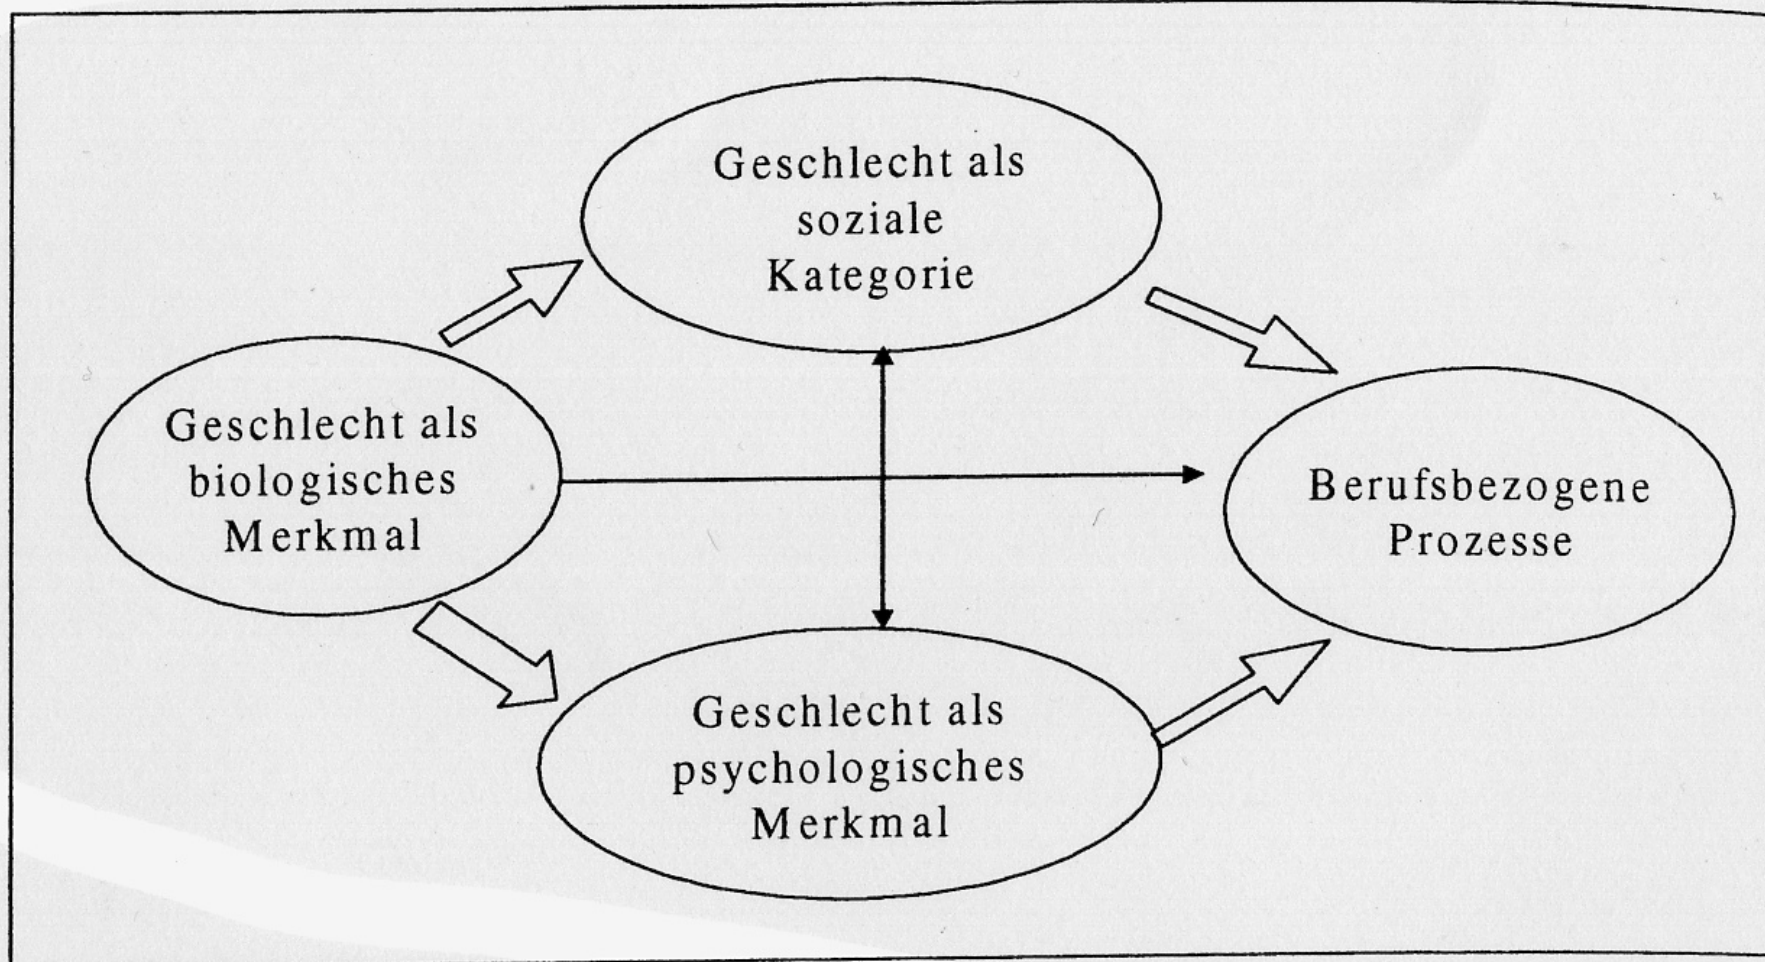 Geschlecht als
soziale
Kategorie
Geschlecht als
biologisches
Merkmal
Berufsbezogene
Prozesse
Geschlecht als
psychologisches
Merkmal